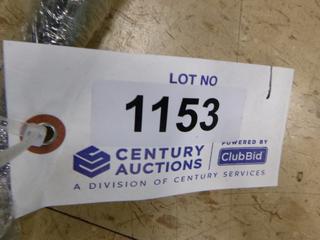 LOT NO
1153
CENTURY AUCTIONS
POWERED BY
ClubBid
A DIVISION OF CENTURY SERVICES